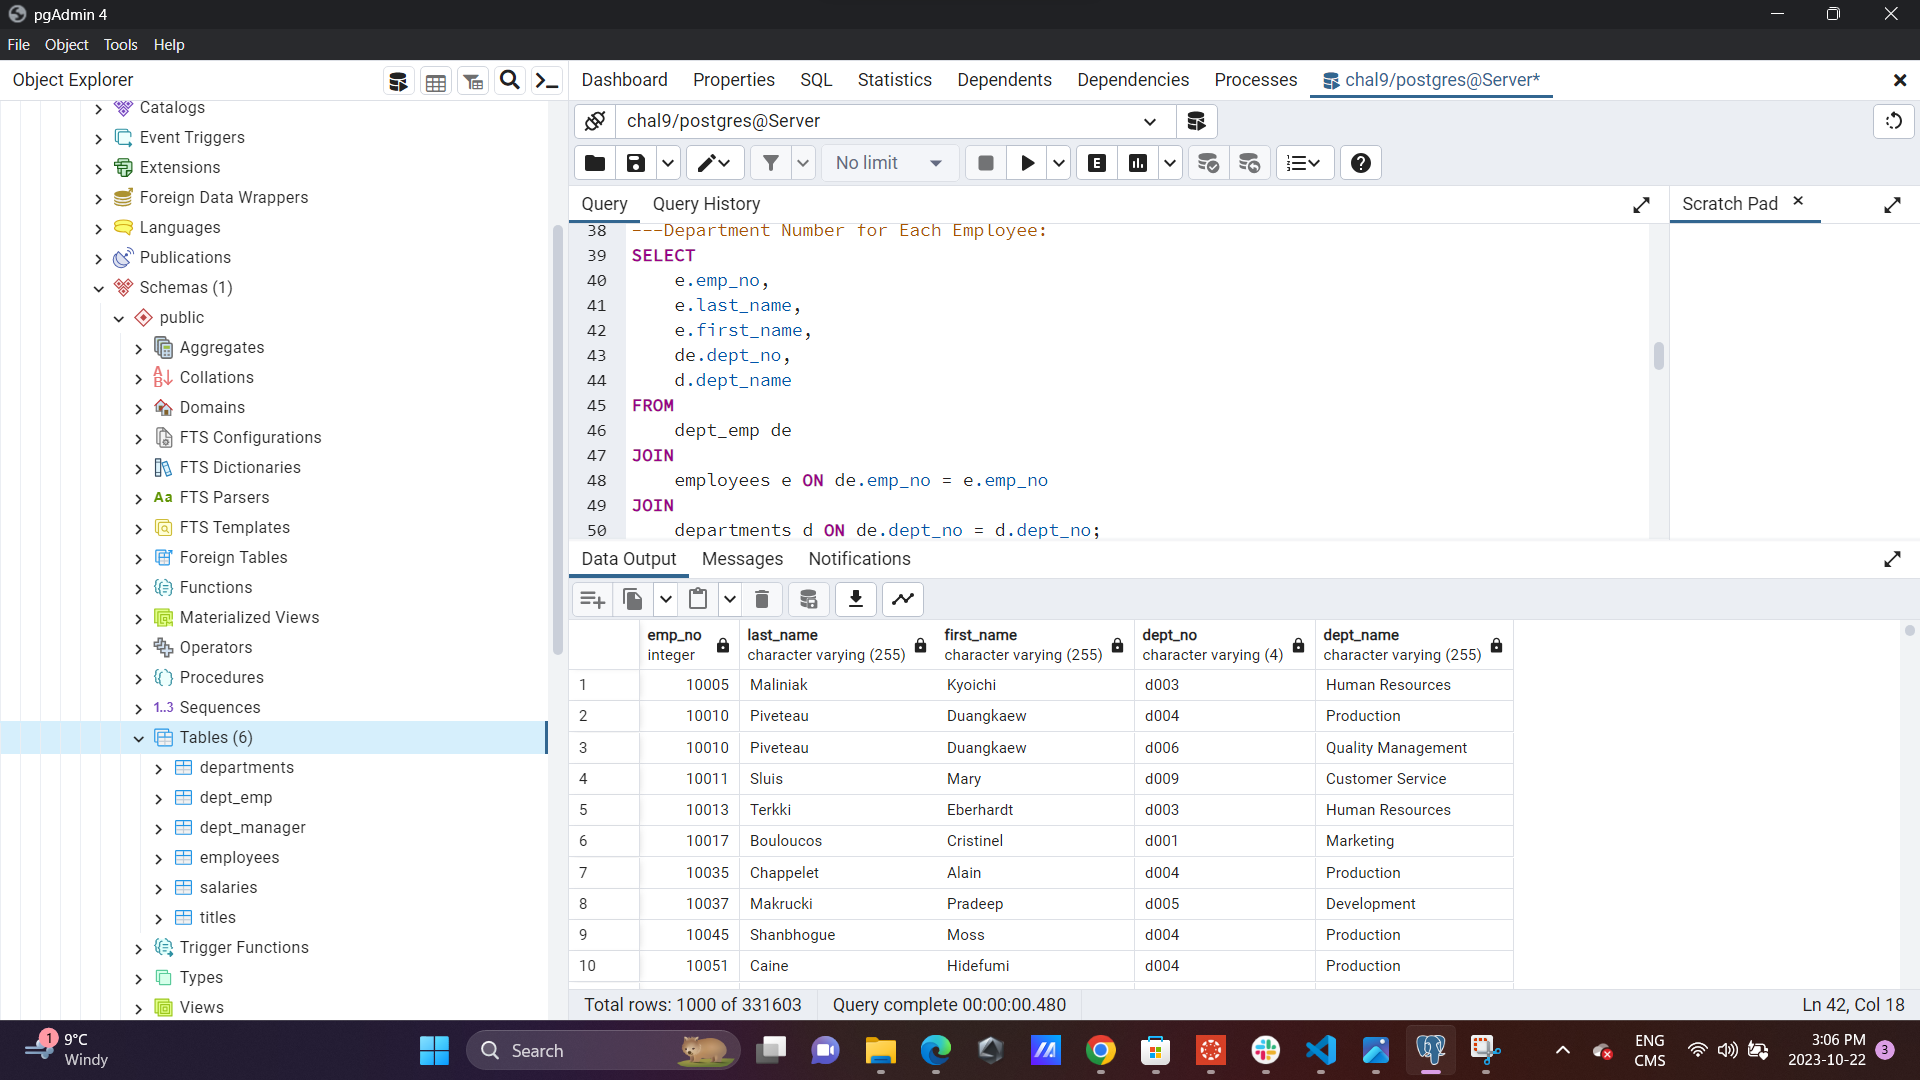 pgAdmin 4
File Object Tools Help
Object Explorer
Dashboard Properties SQL Statistics Dependents Dependencies Processes chal9/postgres@Server*
Catalogs
Event Triggers
Extensions
Foreign Data Wrappers
Languages
Publications
Schemas (1)
public
Aggregates
Collations
Domains
FTS Configurations
FTS Dictionaries
Aa FTS Parsers
FTS Templates
Foreign Tables
Functions
Materialized Views
Operators
Procedures
1..3 Sequences
Tables (6)
departments
dept_emp
dept_manager
employees
salaries
titles
Trigger Functions
Types
Views
chal9/postgres@Server
No limit
E
Query Query History
Scratch Pad
38 ---Department Number for Each Employee:
39 SELECT
40 e.emp_no,
41 e.last_name,
42 e.first_name,
43 de.dept_no,
44 d.dept_name
45 FROM
46 dept_emp de
47 JOIN
48 employees e ON de.emp_no = e.emp_no
49 JOIN
50 departments d ON de.dept_no = d.dept_no;
Data Output Messages Notifications
emp_no last_name first_name dept_no dept_name
integer character varying (255) character varying (255) character varying (4) character varying (255)
1 10005 Maliniak Kyoichi d003 Human Resources
2 10010 Piveteau Duangkaew d004 Production
3 10010 Piveteau Duangkaew d006 Quality Management
4 10011 Sluis Mary d009 Customer Service
5 10013 Terkki Eberhardt d003 Human Resources
6 10017 Bouloucos Cristinel d001 Marketing
7 10035 Chappelet Alain d004 Production
8 10037 Makrucki Pradeep d005 Development
9 10045 Shanbhogue Moss d004 Production
10 10051 Caine Hidefumi d004 Production
Total rows: 1000 of 331603 Query complete 00:00:00.480 Ln 42, Col 18
1
9°C
Windy
Search
ENG
CMS
3:06 PM
2023-10-22
3